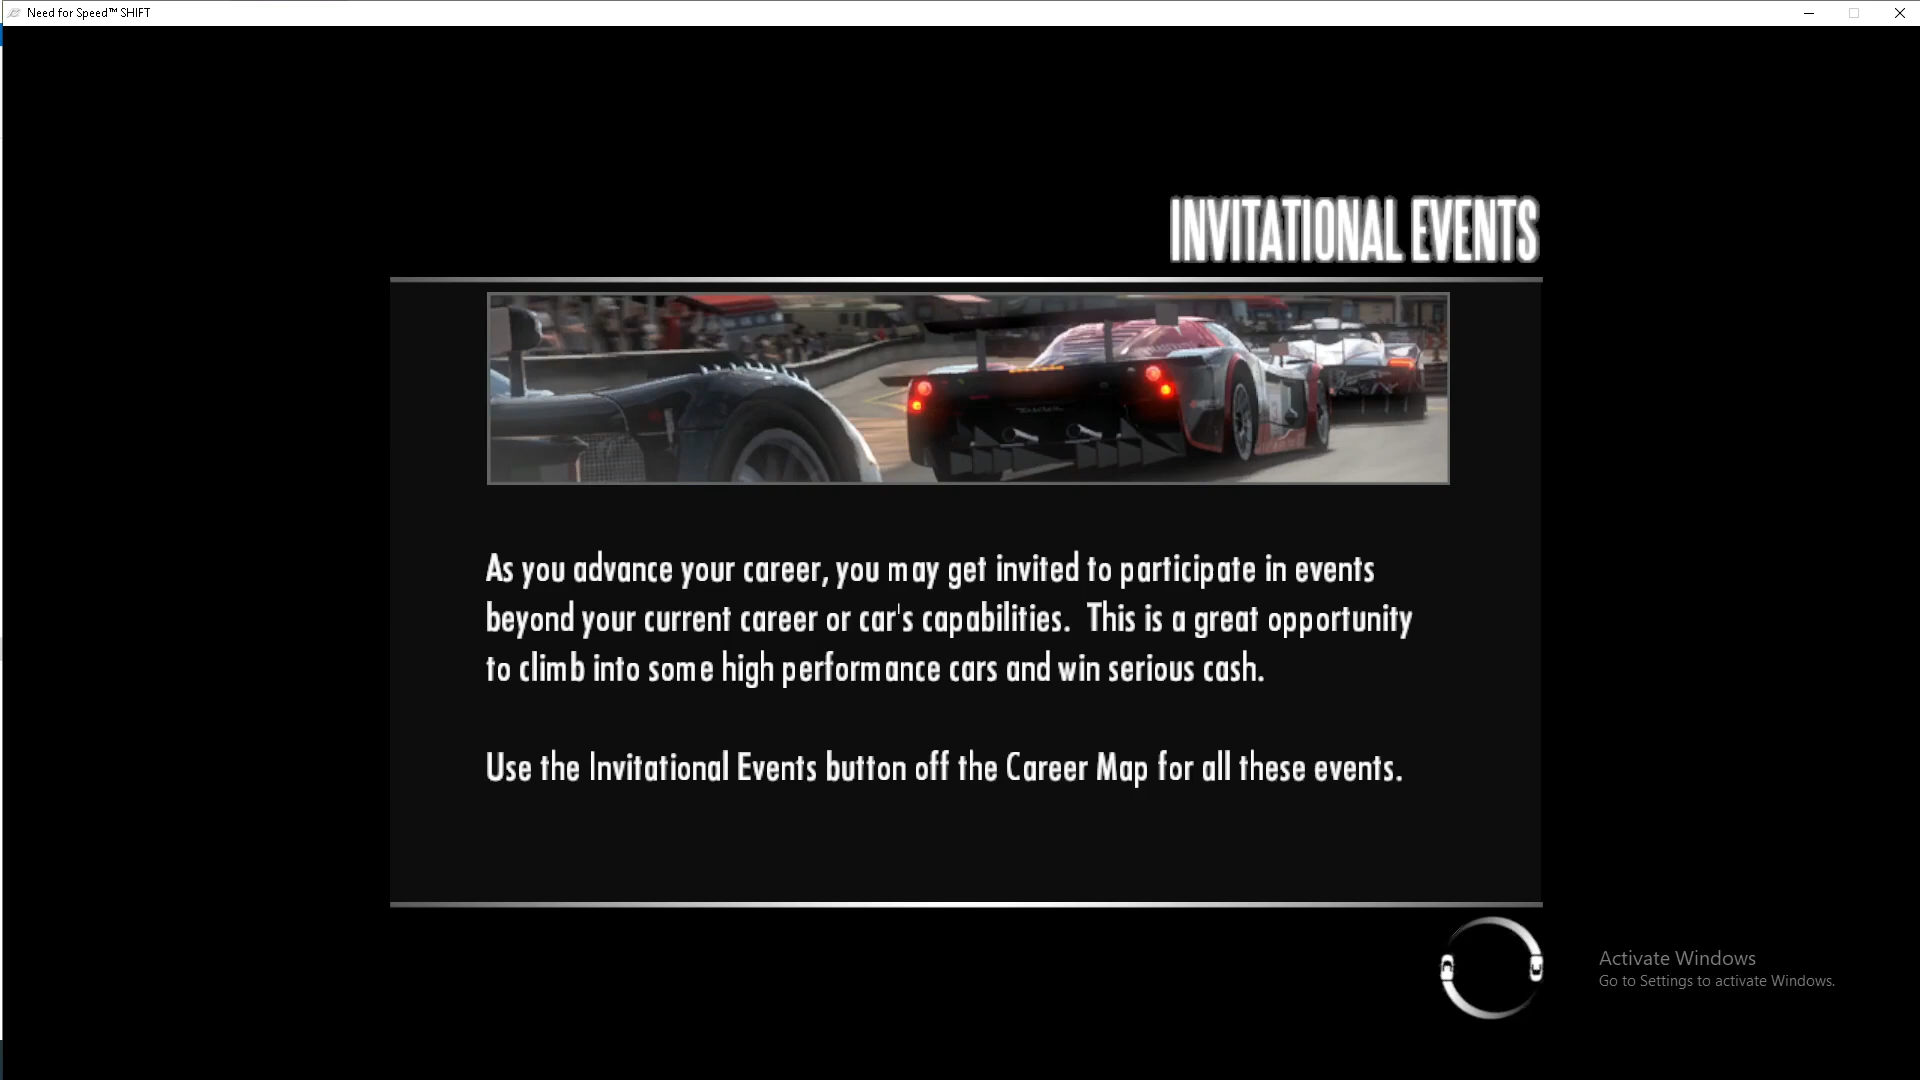 Need for Speed™ SHIFT
INVITATIONAL EVENTS
As you advance your career, you may get invited to participate in events
beyond your current career or car's capabilities.  This is a great opportunity
to climb into some high performance cars and win serious cash.
Use the Invitational Events button off the Career Map for all these events.
Activate Windows
Go to Settings to activate Windows.